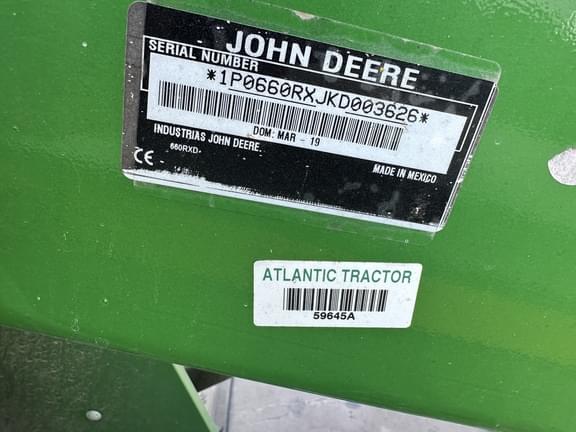 JOHN DEERE
SERIAL NUMBER
*1P0660RXJKD003626*
DOM: MAR - 19
INDUSTRIAS JOHN DEERE.
660RXD
MADE IN MEXICO
CE
ATLANTIC TRACTOR
59645A